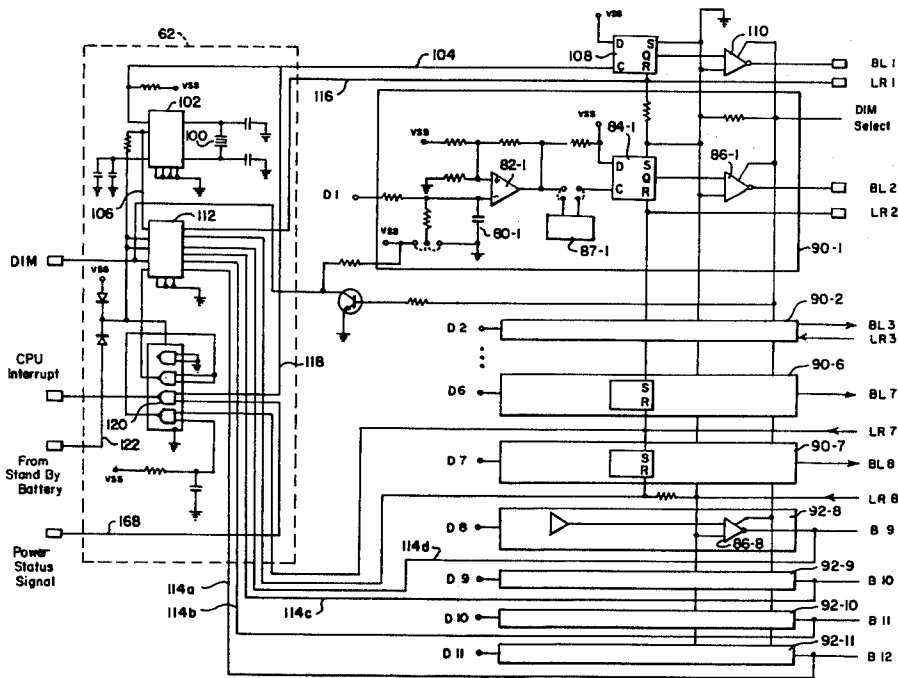 62
vss
104
108
D
S
Q
C
R
110
BL 1
LR 1
116
102
vss
100
DIM
Select
vss
vss
84-1
82-1
D
S
Q
C
R
86-1
BL 2
LR 2
D 1
106
112
80-1
vss
87-1
90-1
DIM
vss
90-2
D 2
BL 3
LR 3
118
CPU
Interrupt
90-6
D6
S
R
BL 7
120
122
LR 7
90-7
From
Stand By
Battery
vss
D 7
S
R
BL 8
LR 8
92-8
D 8
86-8
B 9
168
114d
Power
Status
Signal
92-9
D 9
B 10
114a
114b
114c
92-10
D 10
B 11
92-11
D 11
B 12